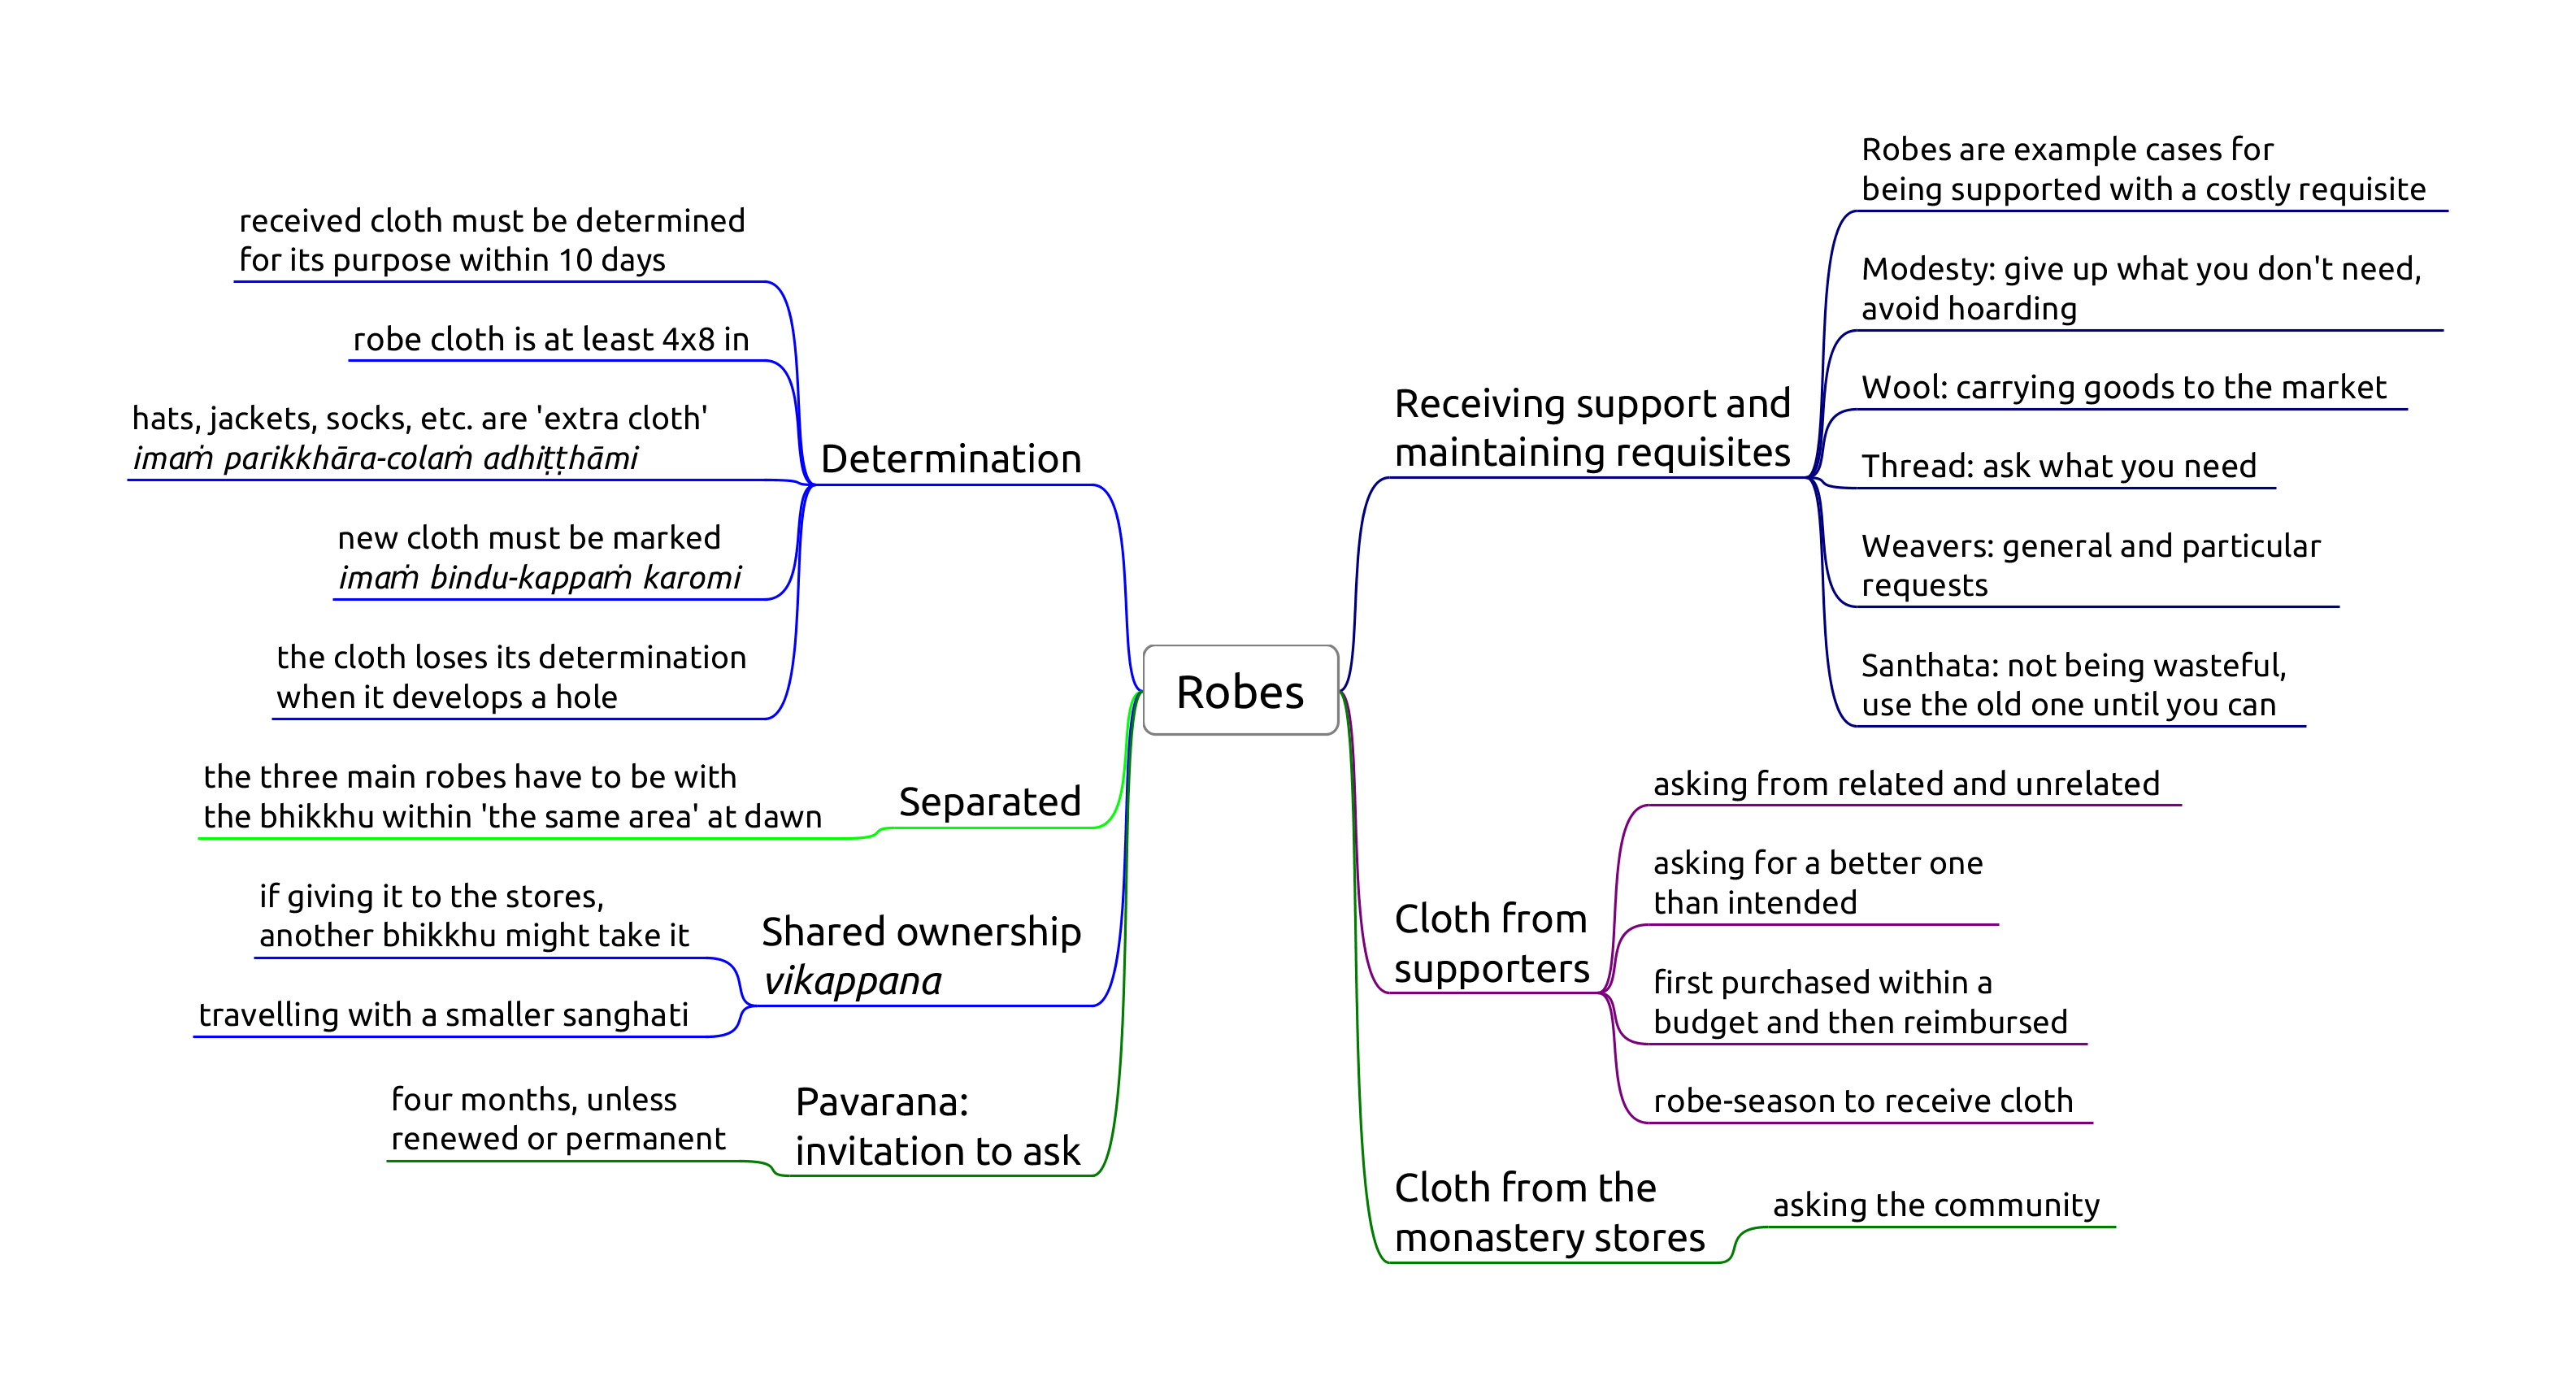 Robes
Determination
received cloth must be determined
for its purpose within 10 days
robe cloth is at least 4x8 in
hats, jackets, socks, etc. are 'extra cloth'
imaṁ parikkhāra-colaṁ adhiṭṭhāmi
new cloth must be marked
imaṁ bindu-kappaṁ karomi
the cloth loses its determination
when it develops a hole
Separated
the three main robes have to be with
the bhikkhu within 'the same area' at dawn
Shared ownership
vikappana
if giving it to the stores,
another bhikkhu might take it
travelling with a smaller sanghati
Pavarana:
invitation to ask
four months, unless
renewed or permanent
Receiving support and
maintaining requisites
Robes are example cases for
being supported with a costly requisite
Modesty: give up what you don't need,
avoid hoarding
Wool: carrying goods to the market
Thread: ask what you need
Weavers: general and particular
requests
Santhata: not being wasteful,
use the old one until you can
Cloth from
supporters
asking from related and unrelated
asking for a better one
than intended
first purchased within a
budget and then reimbursed
robe-season to receive cloth
Cloth from the
monastery stores
asking the community